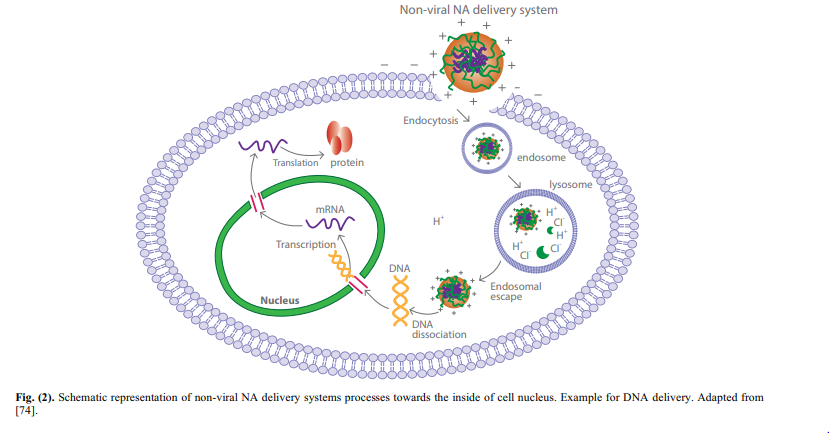 Non-viral NA delivery system
Endocytosis
endosome
lysosome
Translation
protein
mRNA
H⁺
H⁺
Cl⁻
H⁺
H⁺
Cl⁻
Cl⁻
Transcription
DNA
Endosomal
escape
Nucleus
DNA
dissociation
Fig. (2). Schematic representation of non-viral NA delivery systems processes towards the inside of cell nucleus. Example for DNA delivery. Adapted from
[74].